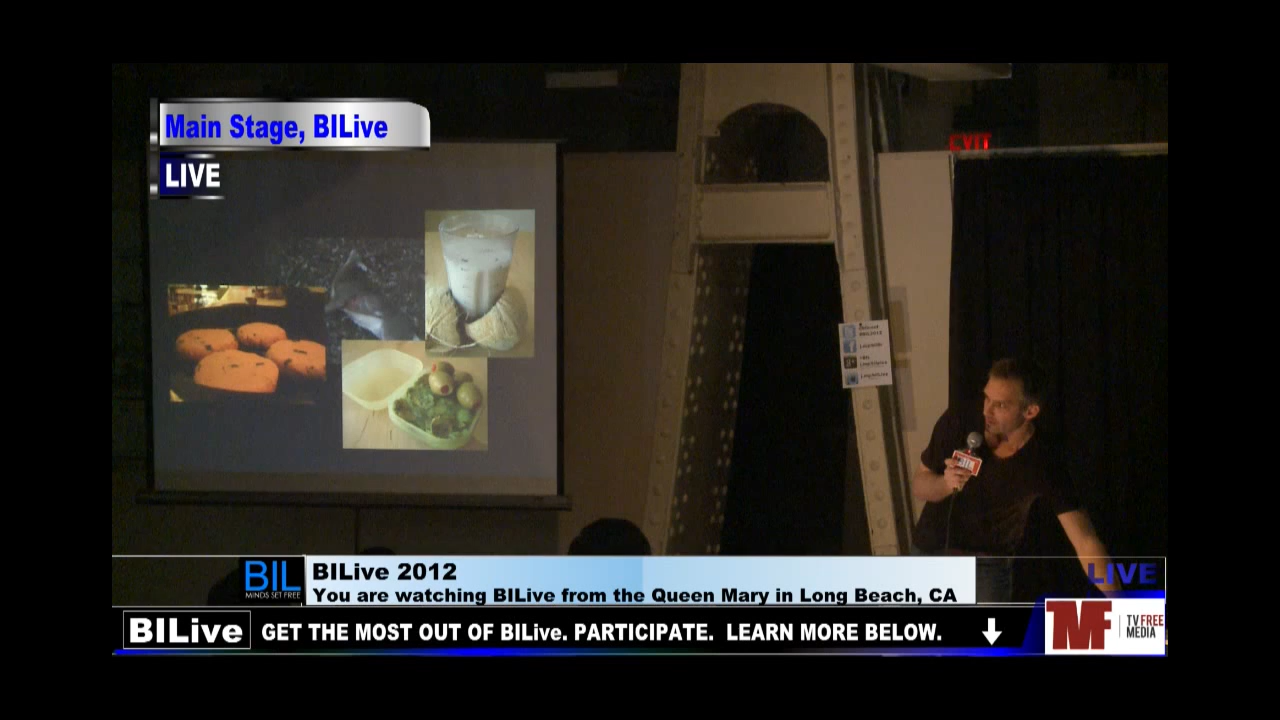 Main Stage, BILive
LIVE
EXIT
BIL
MINDS SET FREE
BILive 2012
You are watching BILive from the Queen Mary in Long Beach, CA
LIVE
BILive
GET THE MOST OUT OF BILive. PARTICIPATE. LEARN MORE BELOW.
TMF
TV FREE
MEDIA